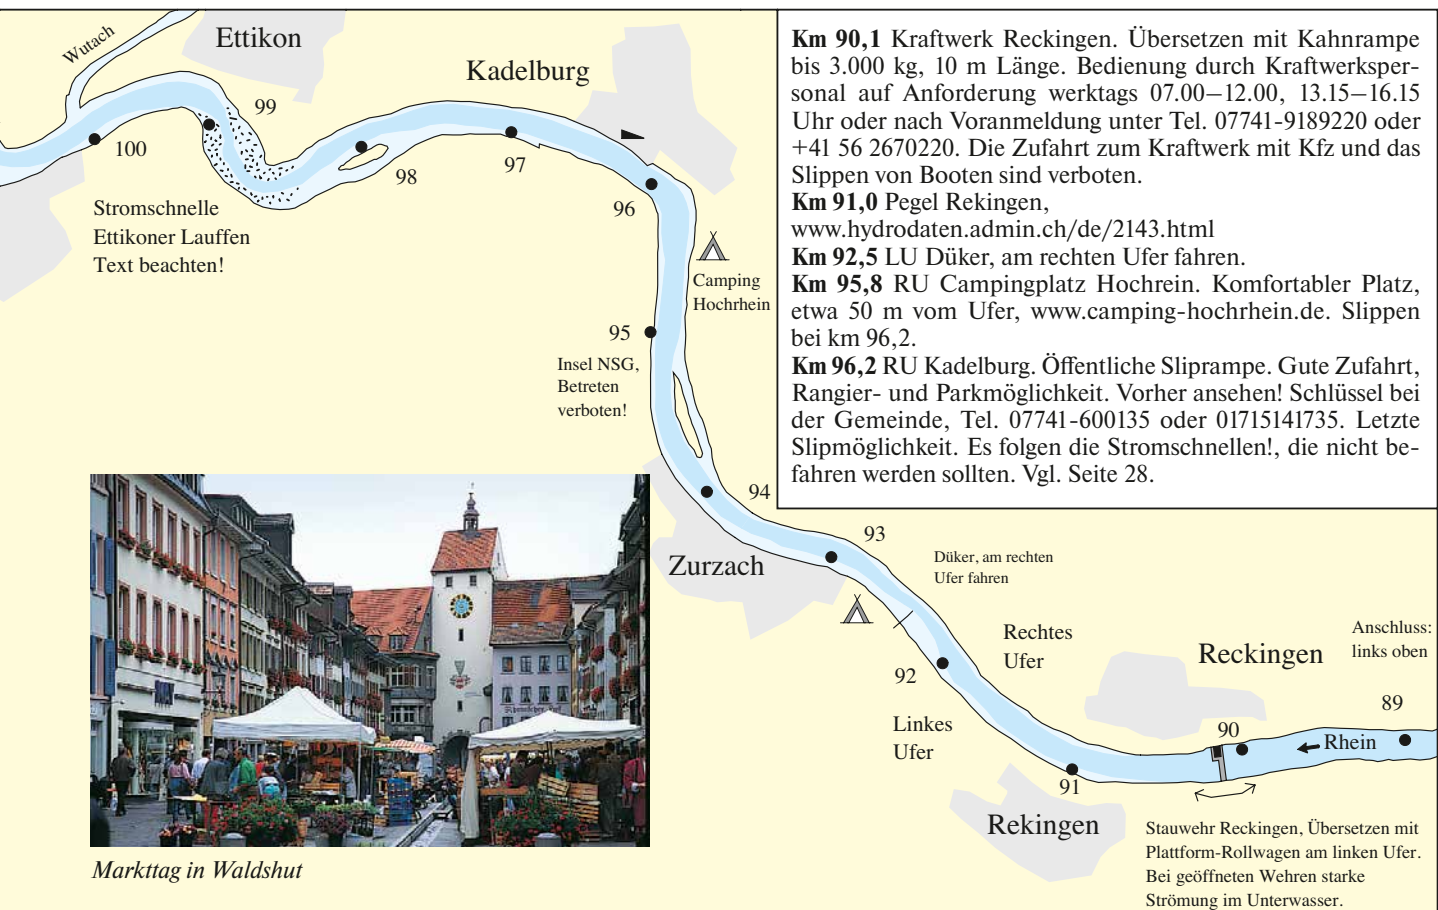 Wutach
Ettikon
Kadelburg
99
100
98
97
96
Stromschnelle
Ettikoner Lauffen
Text beachten!
Camping
Hochrhein
95
Insel NSG,
Betreten
verboten!
94
93
Zurzach
Düker, am rechten
Ufer fahren
Rechtes
Ufer
92
Linkes
Ufer
Reckingen
Anschluss:
links oben
89
90
Rhein
91
Rekingen
Stauwehr Reckingen, Übersetzen mit
Plattform-Rollwagen am linken Ufer.
Bei geöffneten Wehren starke
Strömung im Unterwasser.
Km 90,1 Kraftwerk Reckingen. Übersetzen mit Kahnrampe
bis 3.000 kg, 10 m Länge. Bedienung durch Kraftwerksper-
sonal auf Anforderung werktags 07.00–12.00, 13.15–16.15
Uhr oder nach Voranmeldung unter Tel. 07741-9189220 oder
+41 56 2670220. Die Zufahrt zum Kraftwerk mit Kfz und das
Slippen von Booten sind verboten.
Km 91,0 Pegel Rekingen,
www.hydrodaten.admin.ch/de/2143.html
Km 92,5 LU Düker, am rechten Ufer fahren.
Km 95,8 RU Campingplatz Hochrein. Komfortabler Platz,
etwa 50 m vom Ufer, www.camping-hochrhein.de. Slippen
bei km 96,2.
Km 96,2 RU Kadelburg. Öffentliche Sliprampe. Gute Zufahrt,
Rangier- und Parkmöglichkeit. Vorher ansehen! Schlüssel bei
der Gemeinde, Tel. 07741-600135 oder 01715141735. Letzte
Slipmöglichkeit. Es folgen die Stromschnellen!, die nicht be-
fahren werden sollten. Vgl. Seite 28.
Markttag in Waldshut